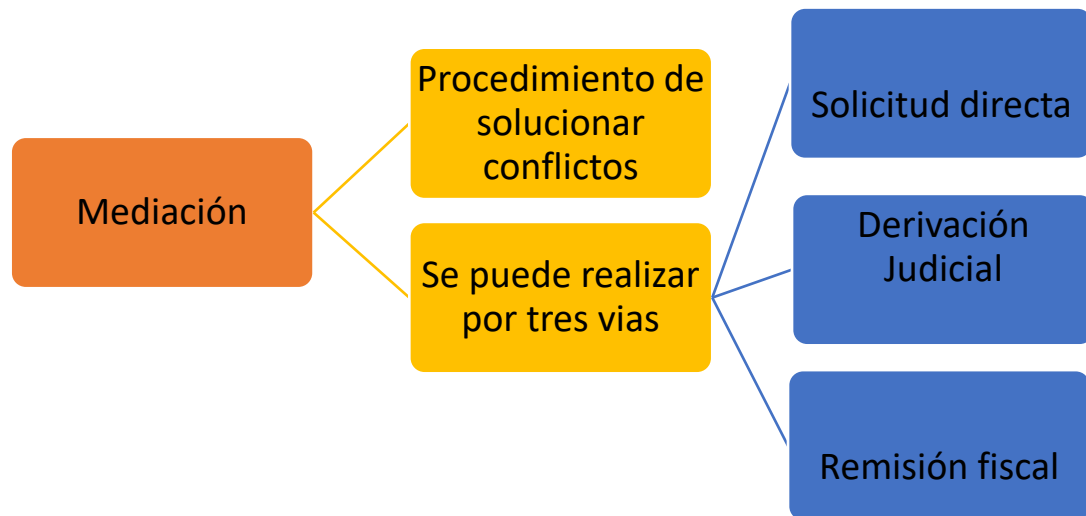 Mediación
Procedimiento de
solucionar
conflictos
Se puede realizar
por tres vias
Solicitud directa
Derivación
Judicial
Remisión fiscal